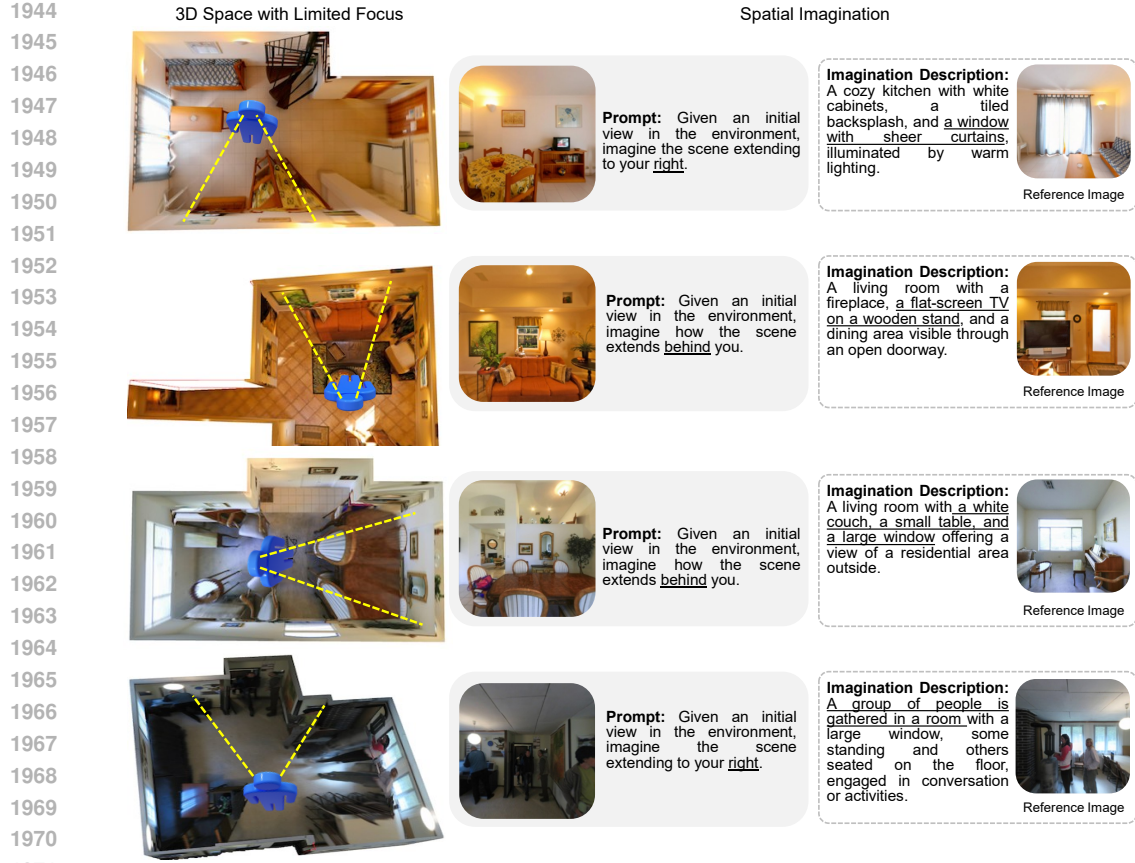 3D Space with Limited Focus
Spatial Imagination
1944
1945
1946
1947
1948
1949
1950
1951
1952
1953
1954
1955
1956
1957
1958
1959
1960
1961
1962
1963
1964
1965
1966
1967
1968
1969
1970
Prompt: Given an initial
view in the environment,
imagine the scene extending
to your right.
Imagination Description:
A cozy kitchen with white
cabinets, a tiled
backsplash, and a window
with sheer curtains,
illuminated by warm
lighting.
Reference Image
Prompt: Given an initial
view in the environment,
imagine how the scene
extends behind you.
Imagination Description:
A living room with a
fireplace, a flat-screen TV
on a wooden stand, and a
dining area visible through
an open doorway.
Reference Image
Prompt: Given an initial
view in the environment,
imagine how the scene
extends behind you.
Imagination Description:
A living room with a white
couch, a small table, and
a large window offering a
view of a residential area
outside.
Reference Image
Prompt: Given an initial
view in the environment,
imagine the scene
extending to your right.
Imagination Description:
A group of people is
gathered in a room with a
large window, some
standing and others
seated on the floor,
engaged in conversation
or activities.
Reference Image